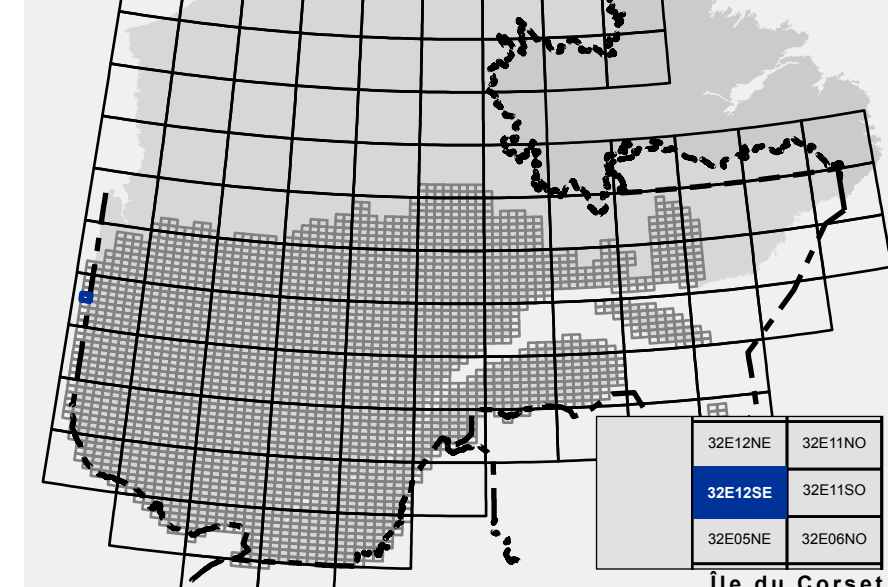 32E12NE 32E11NO
32E12SE 32E11SO
32E05NE 32E06NO
Île du Corset